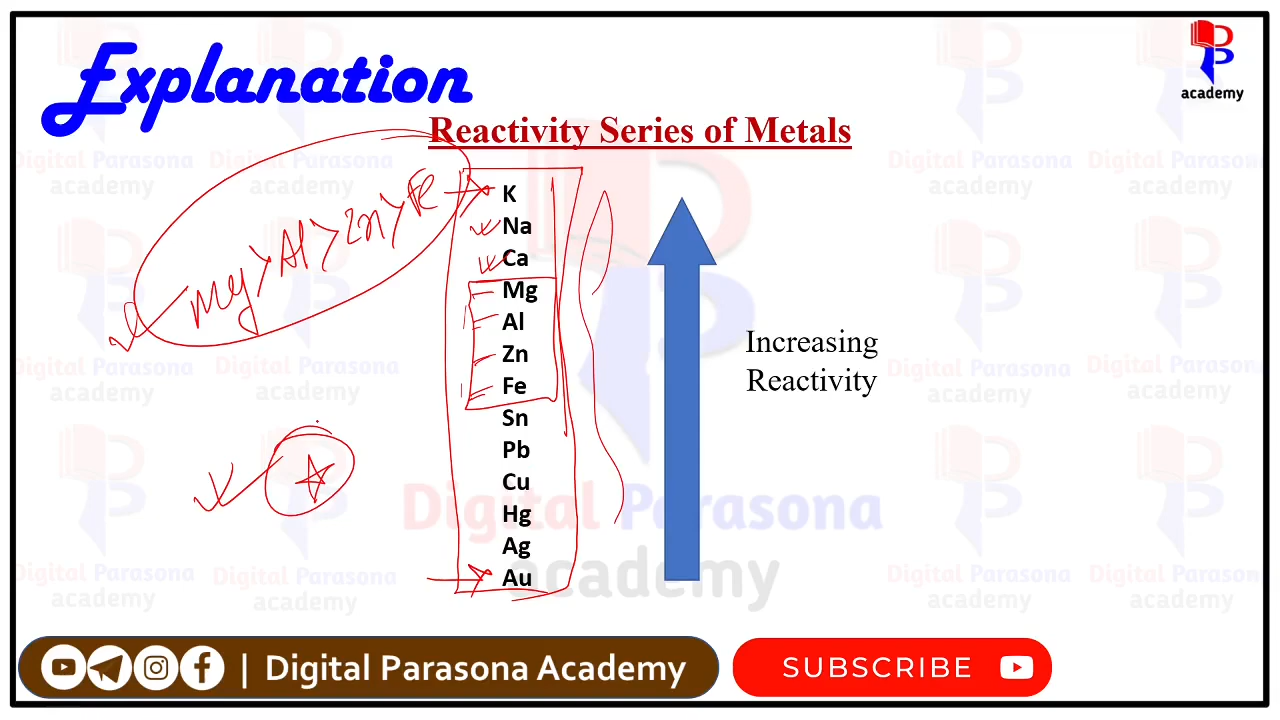 Explanation
academy
Reactivity Series of Metals
Mg > Al > Zn > Fe
K
Na
Ca
Mg
Al
Zn
Fe
Sn
Pb
Cu
Hg
Ag
Au
Increasing
Reactivity
Digital Parasona
academy
| Digital Parasona Academy
SUBSCRIBE